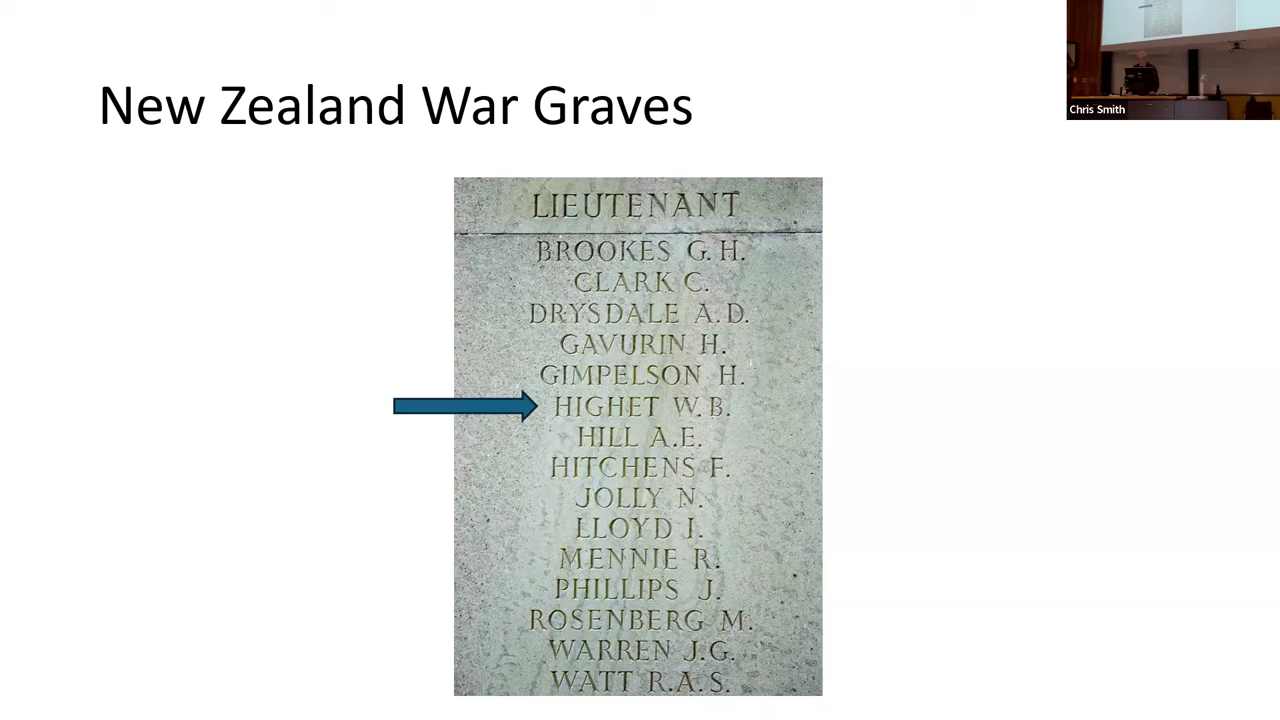 New Zealand War Graves
Chris Smith
LIEUTENANT
BROOKES G.H.
CLARK C.
DRYSDALE A.D.
GAVURIN H.
GIMPELSON H.
HIGHET W.B.
HILL A.E.
HITCHENS F.
JOLLY N.
LLOYD I.
MENNIE R.
PHILLIPS J.
ROSENBERG M.
WARREN J.G.
WATT R.A.S.